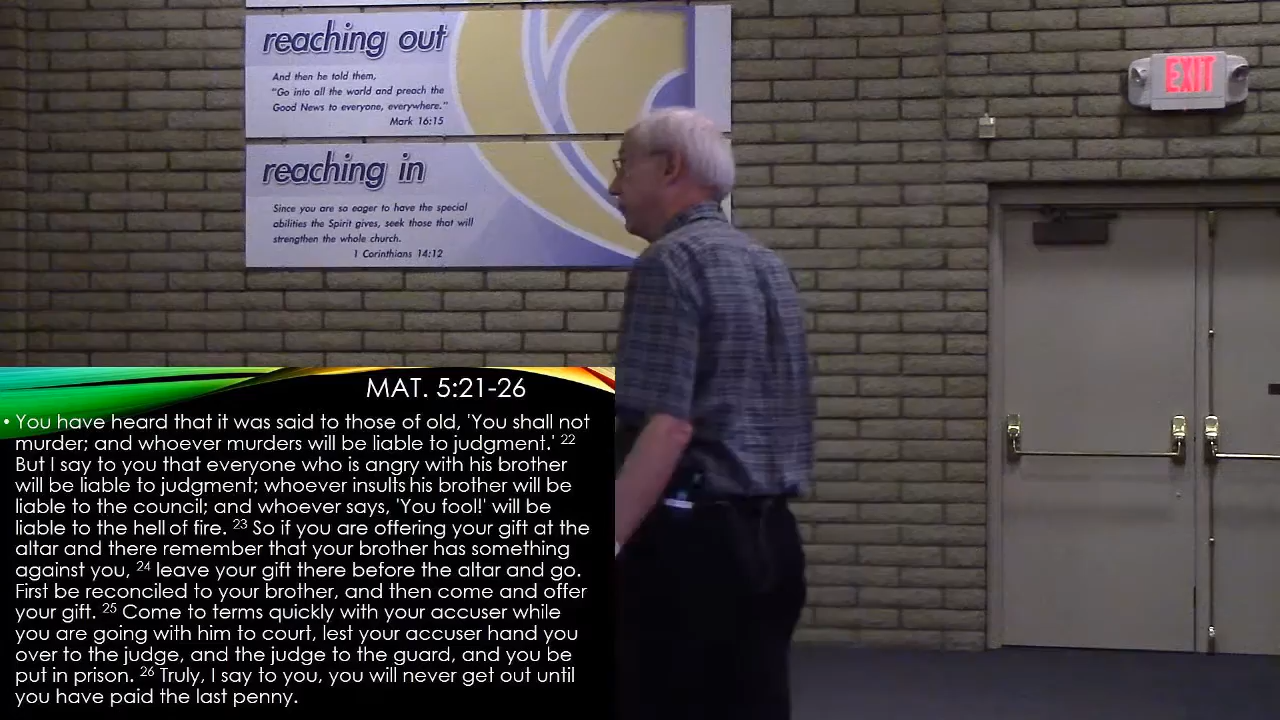 reaching out
And then he told them,
"Go into all the world and preach the
Good News to everyone, everywhere."
Mark 16:15
reaching in
Since you are so eager to have the special
abilities the Spirit gives, seek those that will
strengthen the whole church.
1 Corinthians 14:12
EXIT
MAT. 5:21-26
• You have heard that it was said to those of old, 'You shall not
murder; and whoever murders will be liable to judgment.' 22
But I say to you that everyone who is angry with his brother
will be liable to judgment; whoever insults his brother will be
liable to the council; and whoever says, 'You fool!' will be
liable to the hell of fire. 23 So if you are offering your gift at the
altar and there remember that your brother has something
against you, 24 leave your gift there before the altar and go.
First be reconciled to your brother, and then come and offer
your gift. 25 Come to terms quickly with your accuser while
you are going with him to court, lest your accuser hand you
over to the judge, and the judge to the guard, and you be
put in prison. 26 Truly, I say to you, you will never get out until
you have paid the last penny.